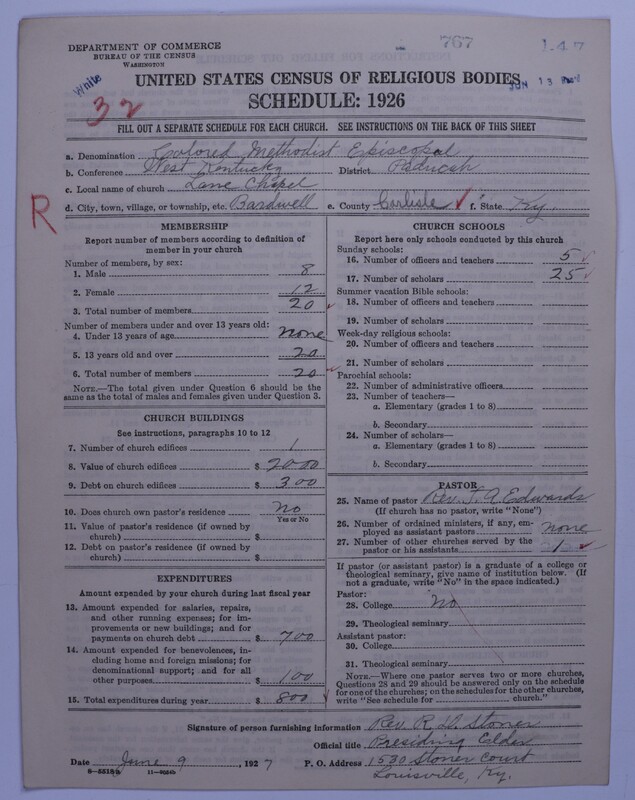 DEPARTMENT OF COMMERCE
BUREAU OF THE CENSUS
WASHINGTON
767
147
White
32
JUN 13
UNITED STATES CENSUS OF RELIGIOUS BODIES
SCHEDULE: 1926
FILL OUT A SEPARATE SCHEDULE FOR EACH CHURCH. SEE INSTRUCTIONS ON THE BACK OF THIS SHEET
a. Denomination Colored Methodist Episcopal
b. Conference West Kentucky District Paducah
c. Local name of church Lane Chapel
R
d. City, town, village, or township, etc. Bardwell e. County Carlisle ✓ f. State Ky.
MEMBERSHIP
Report number of members according to definition of
member in your church
Number of members, by sex:
1. Male 8
2. Female 12
3. Total number of members 20 ✓
Number of members under and over 13 years old:
4. Under 13 years of age none
5. 13 years old and over 20
6. Total number of members 20 ✓
NOTE.—The total given under Question 6 should be
the same as the total of males and females given under Question 3.
CHURCH BUILDINGS
See instructions, paragraphs 10 to 12
7. Number of church edifices 1
8. Value of church edifices $ 2000
9. Debt on church edifices $ 300
10. Does church own pastor's residence No
Yes or No
11. Value of pastor's residence (if owned by
church) $
12. Debt on pastor's residence (if owned by
church) $
EXPENDITURES
Amount expended by your church during last fiscal year
13. Amount expended for salaries, repairs,
and other running expenses; for im-
provements or new buildings; and for
payments on church debt $ 700
14. Amount expended for benevolences, in-
cluding home and foreign missions; for
denominational support; and for all
other purposes $ 100
15. Total expenditures during year $ 800 ✓
CHURCH SCHOOLS
Report here only schools conducted by this church
Sunday schools:
16. Number of officers and teachers 5 ✓
17. Number of scholars 25 ✓
Summer vacation Bible schools:
18. Number of officers and teachers
19. Number of scholars
Week-day religious schools:
20. Number of officers and teachers
21. Number of scholars
Parochial schools:
22. Number of administrative officers
23. Number of teachers—
a. Elementary (grades 1 to 8)
b. Secondary
24. Number of scholars—
a. Elementary (grades 1 to 8)
b. Secondary
PASTOR
25. Name of pastor Rev. J. A. Edwards
(If church has no pastor, write "None")
26. Number of ordained ministers, if any, em-
ployed as assistant pastors none
27. Number of other churches served by the
pastor or his assistants 1 ✓
If pastor (or assistant pastor) is a graduate of a college or
theological seminary, give name of institution below. (If
not a graduate, write "No" in the space indicated.)
Pastor:
28. College No
29. Theological seminary
Assistant pastor:
30. College
31. Theological seminary
NOTE.—Where one pastor serves two or more churches,
Questions 28 and 29 should be answered only on the schedule
for one of the churches; on the schedules for the other churches,
write "See schedule for church."
Signature of person furnishing information Rev. R. W. Stoner
Official title Presiding Elder
Date June 9, 1927 P. O. Address 1530 Stoner Court
8-5518a 11-9554b Louisville, Ky.